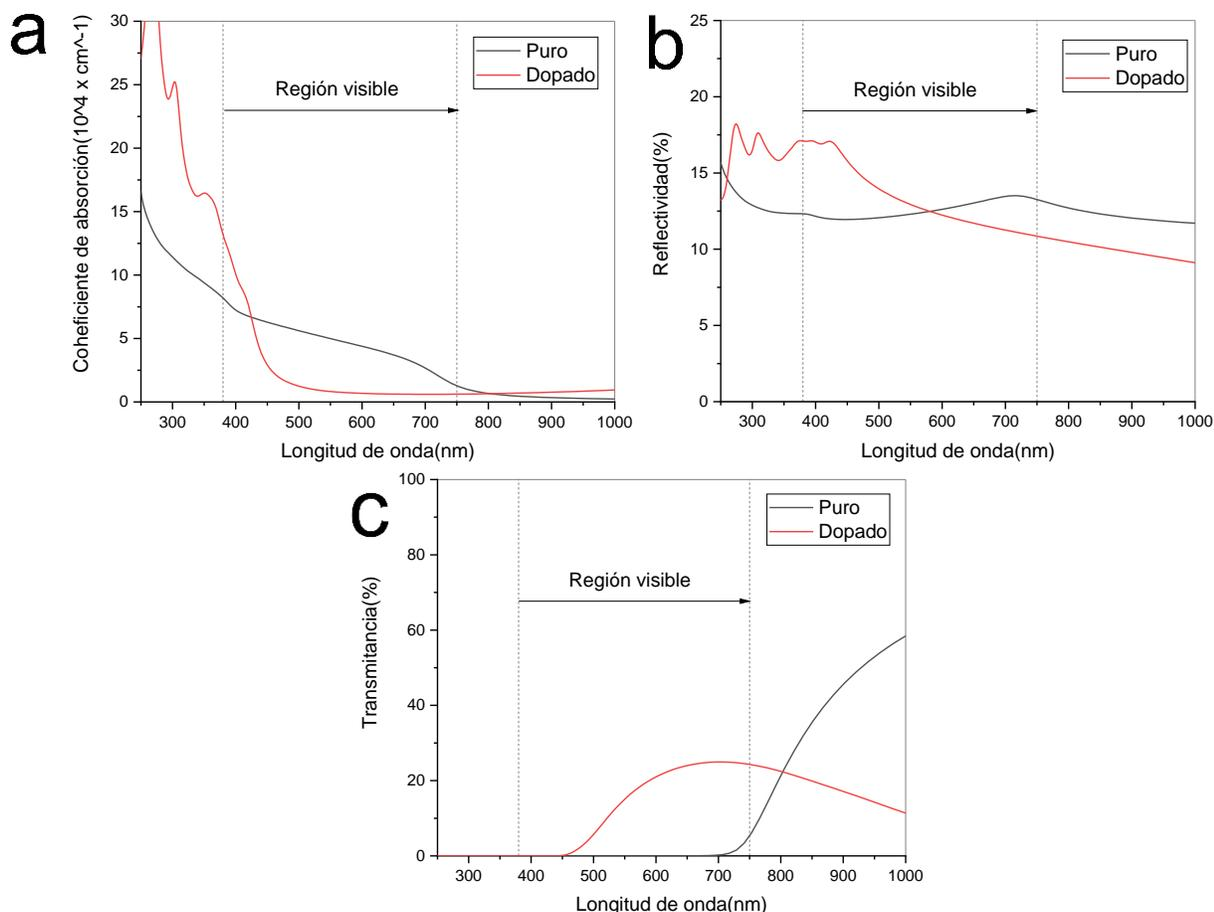 a
Coheficiente de absorción(10^4 x cm^-1)
30
25
20
15
10
5
0
Puro
Dopado
Región visible
300 400 500 600 700 800 900 1000
Longitud de onda(nm)
b
Reflectividad(%)
25
20
15
10
5
0
Puro
Dopado
Región visible
300 400 500 600 700 800 900 1000
Longitud de onda(nm)
c
Transmitancia(%)
100
80
60
40
20
0
Puro
Dopado
Región visible
300 400 500 600 700 800 900 1000
Longitud de onda(nm)